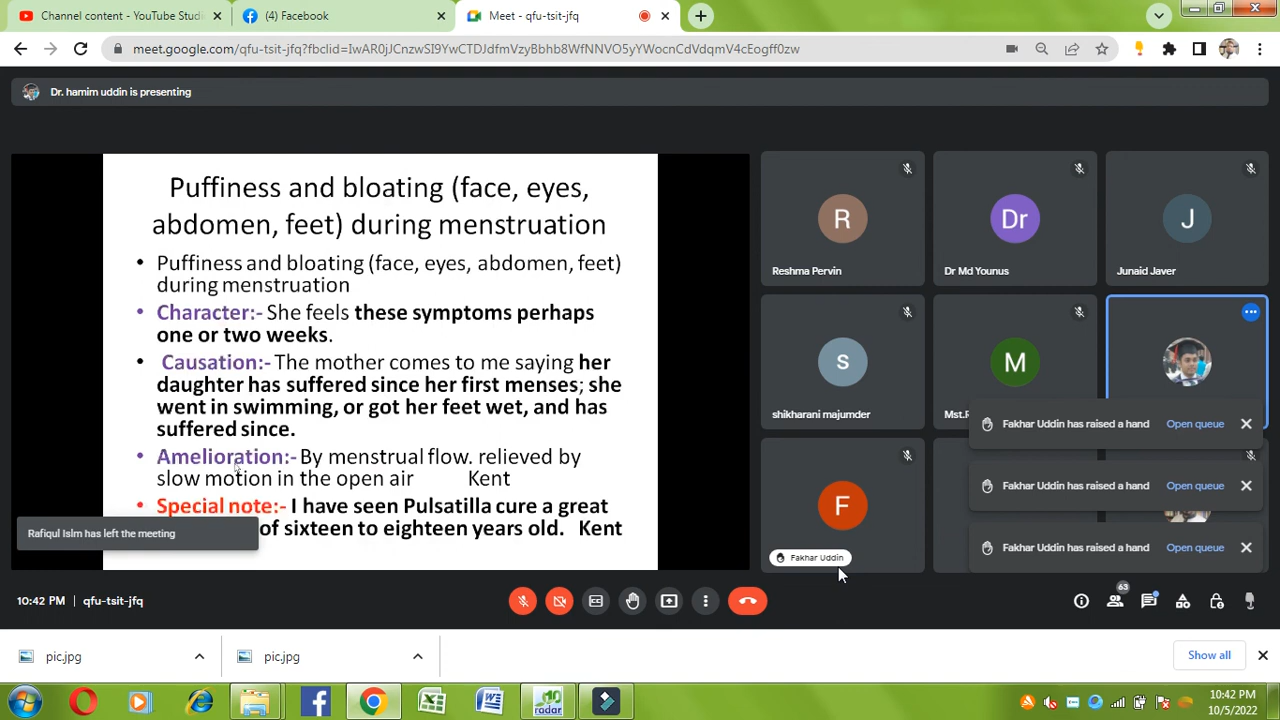 Content - YouTube Studi
(4) Facebook
Meet - qfu-tsit-jfq
meet.google.com/qfu-tsit-jfq?fbclid=IwAR0jJCnzwSI9YwCTDJdfmVzyBbhb8WfNNVO5yYWocnCdVdqmV4cEogff0zw
Dr. hamim uddin is presenting
Puffiness and bloating (face, eyes,
abdomen, feet) during menstruation
• Puffiness and bloating (face, eyes, abdomen, feet)
during menstruation
• Character:- She feels these symptoms perhaps
one or two weeks.
• Causation:- The mother comes to me saying her
daughter has suffered since her first menses; she
went in swimming, or got her feet wet, and has
suffered since.
• Amelioration:- By menstrual flow. relieved by
slow motion in the open air Kent
• Special note:- I have seen Pulsatilla cure a great
of sixteen to eighteen years old. Kent
Rafiqul Islm has left the meeting
R
Reshma Pervin
Dr
Dr Md Younus
J
Junaid Javer
s
shikharani majumder
M
Mst.R
F
Fakhar Uddin
Fakhar Uddin has raised a hand Open queue
Fakhar Uddin has raised a hand Open queue
Fakhar Uddin has raised a hand Open queue
10:42 PM | qfu-tsit-jfq
63
pic.jpg
pic.jpg
Show all
10
radar
10:42 PM
10/5/2022